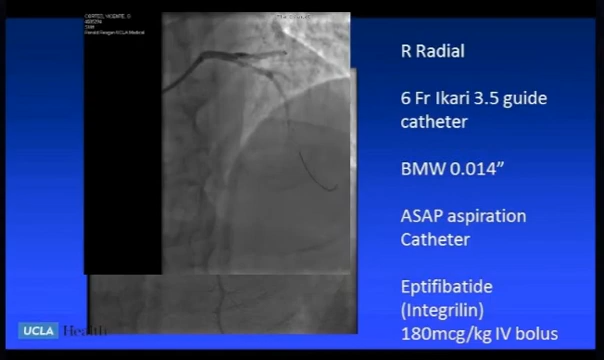 R Radial
6 Fr Ikari 3.5 guide
catheter
BMW 0.014”
ASAP aspiration
Catheter
Eptifibatide
(Integrilin)
180mcg/kg IV bolus
UCLA Health